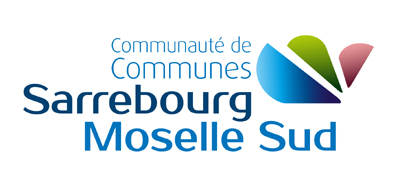 Communauté de
Communes
Sarrebourg
Moselle Sud